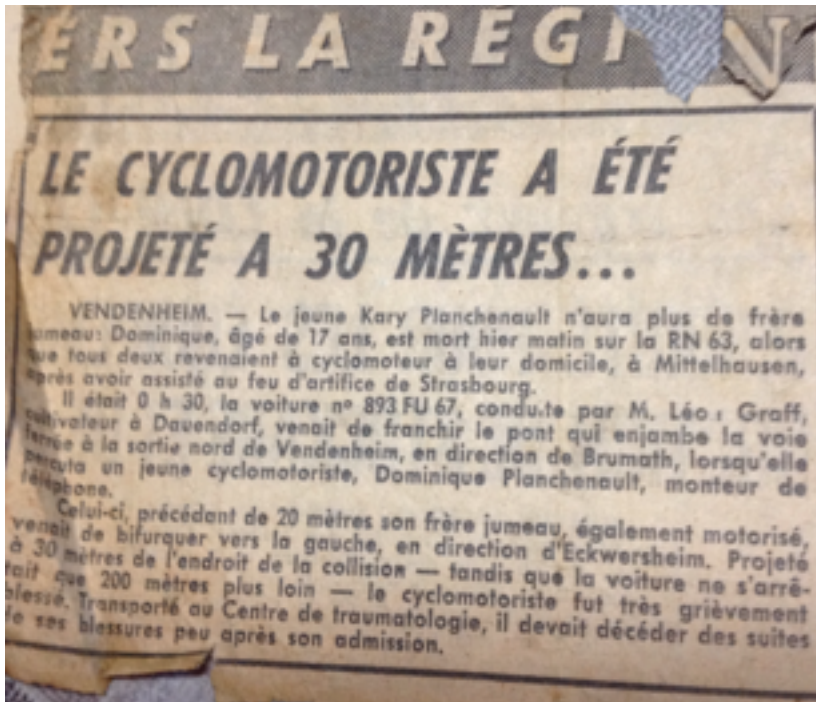 ERS LA RÉGI N
LE CYCLOMOTORISTE A ÉTÉ
PROJETÉ A 30 MÈTRES...
VENDENHEIM. — Le jeune Kary Planchenault n'aura plus de frère
jumeau: Dominique, âgé de 17 ans, est mort hier matin sur la RN 63, alors
que tous deux revenaient à cyclomoteur à leur domicile, à Mittelhausen,
après avoir assisté au feu d'artifice de Strasbourg.
Il était 0 h 30, la voiture nº 893 FU 67, condu.te par M. Léo: Graff,
cultivateur à Dauendorf, venait de franchir le pont qui enjambe la voie
ferrée à la sortie nord de Vendenheim, en direction de Brumath, lorsqu'elle
percuta un jeune cyclomotoriste, Dominique Planchenault, monteur de
téléphone.
Celui-ci, précédant de 20 mètres son frère jumeau, également motorisé,
venait de bifurquer vers la gauche, en direction d'Eckwersheim. Projeté
à 30 mètres de l'endroit de la collision — tandis que la voiture ne s'arrê-
tait que 200 mètres plus loin — le cyclomotoriste fut très grièvement
blessé. Transporté au Centre de traumatologie, il devait décéder des suites
de ses blessures peu après son admission.